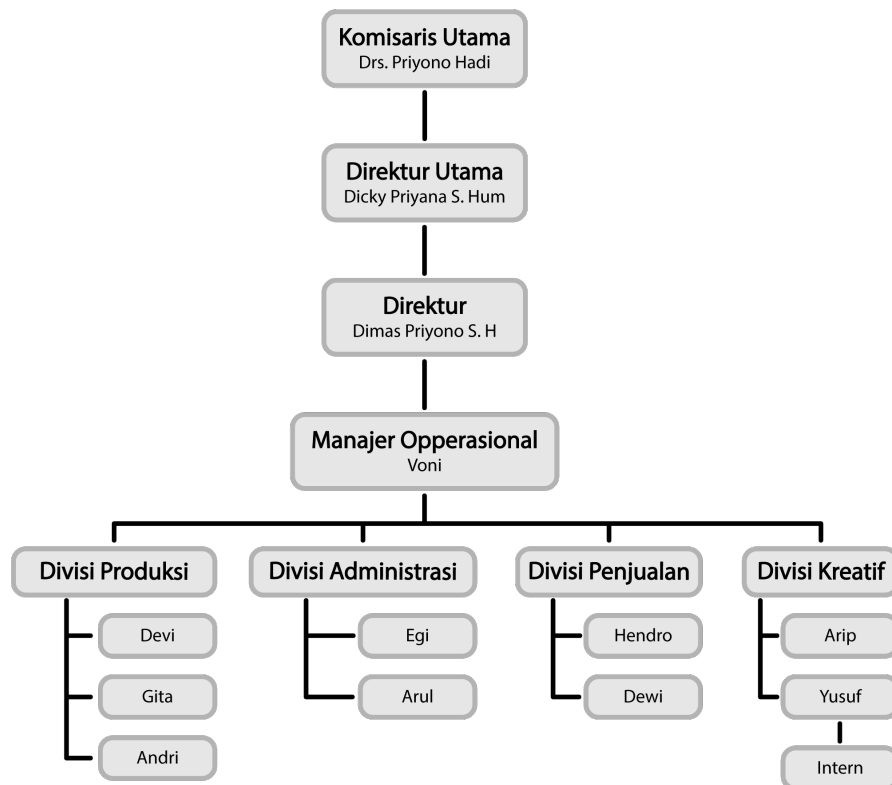 Komisaris Utama
Drs. Priyono Hadi
Direktur Utama
Dicky Priyana S. Hum
Direktur
Dimas Priyono S. H
Manajer Opperasional
Voni
Divisi Produksi
Devi
Gita
Andri
Divisi Administrasi
Egi
Arul
Divisi Penjualan
Hendro
Dewi
Divisi Kreatif
Arip
Yusuf
Intern